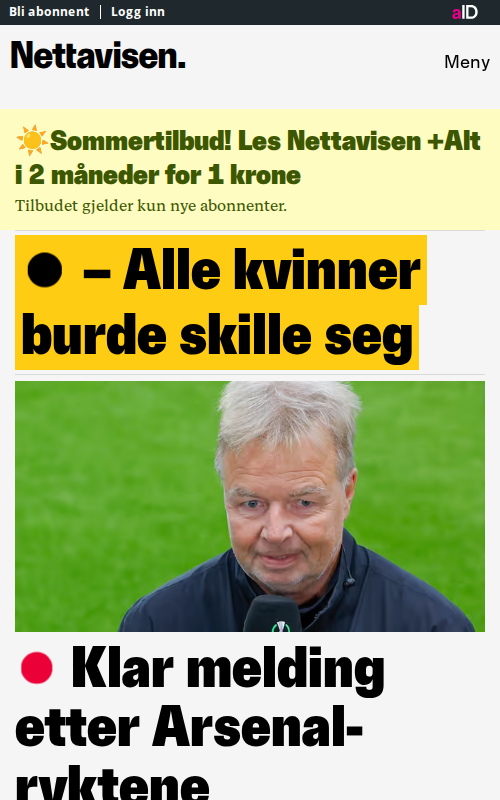 Bli abonnent | Logg inn
aID
Nettavisen.
Meny
☀️Sommertilbud! Les Nettavisen +Alt
i 2 måneder for 1 krone
Tilbudet gjelder kun nye abonnenter.
● – Alle kvinner
burde skille seg
● Klar melding
etter Arsenal-
ryktene